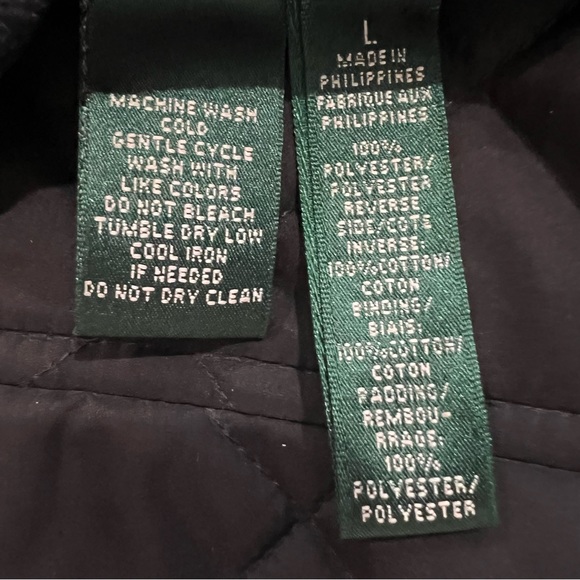 MACHINE WASH
COLD
GENTLE CYCLE
WASH WITH
LIKE COLORS
DO NOT BLEACH
TUMBLE DRY LOW
COOL IRON
IF NEEDED
DO NOT DRY CLEAN
L
MADE IN
PHILIPPINES
FABRIQUE AUX
PHILIPPINES
100%
POLYESTER/
POLYESTER
REVERSE
SIDE/COTE
INVERSE:
100%COTTON/
COTON
BINDING/
BIAIS:
100%COTTON/
COTON
PADDING/
REMBOU-
RRAGE:
100%
POLYESTER/
POLYESTER